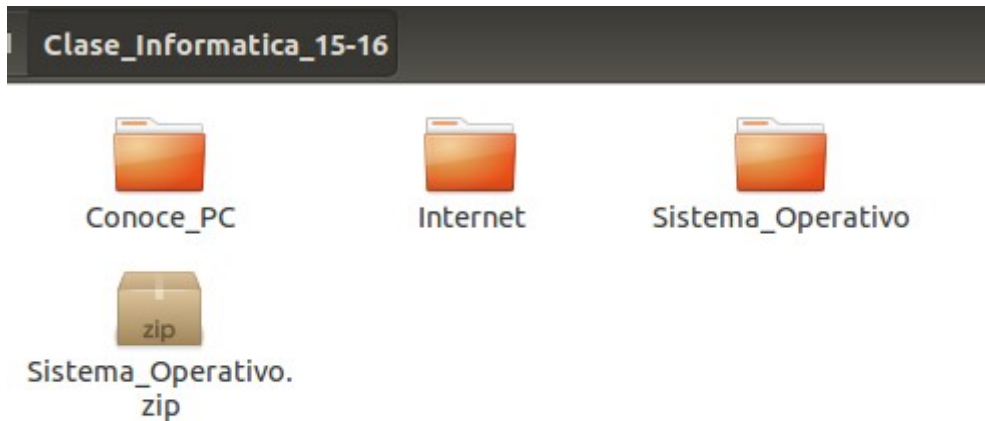 Clase_Informatica_15-16
Conoce_PC
Internet
Sistema_Operativo
zip
Sistema_Operativo.
zip